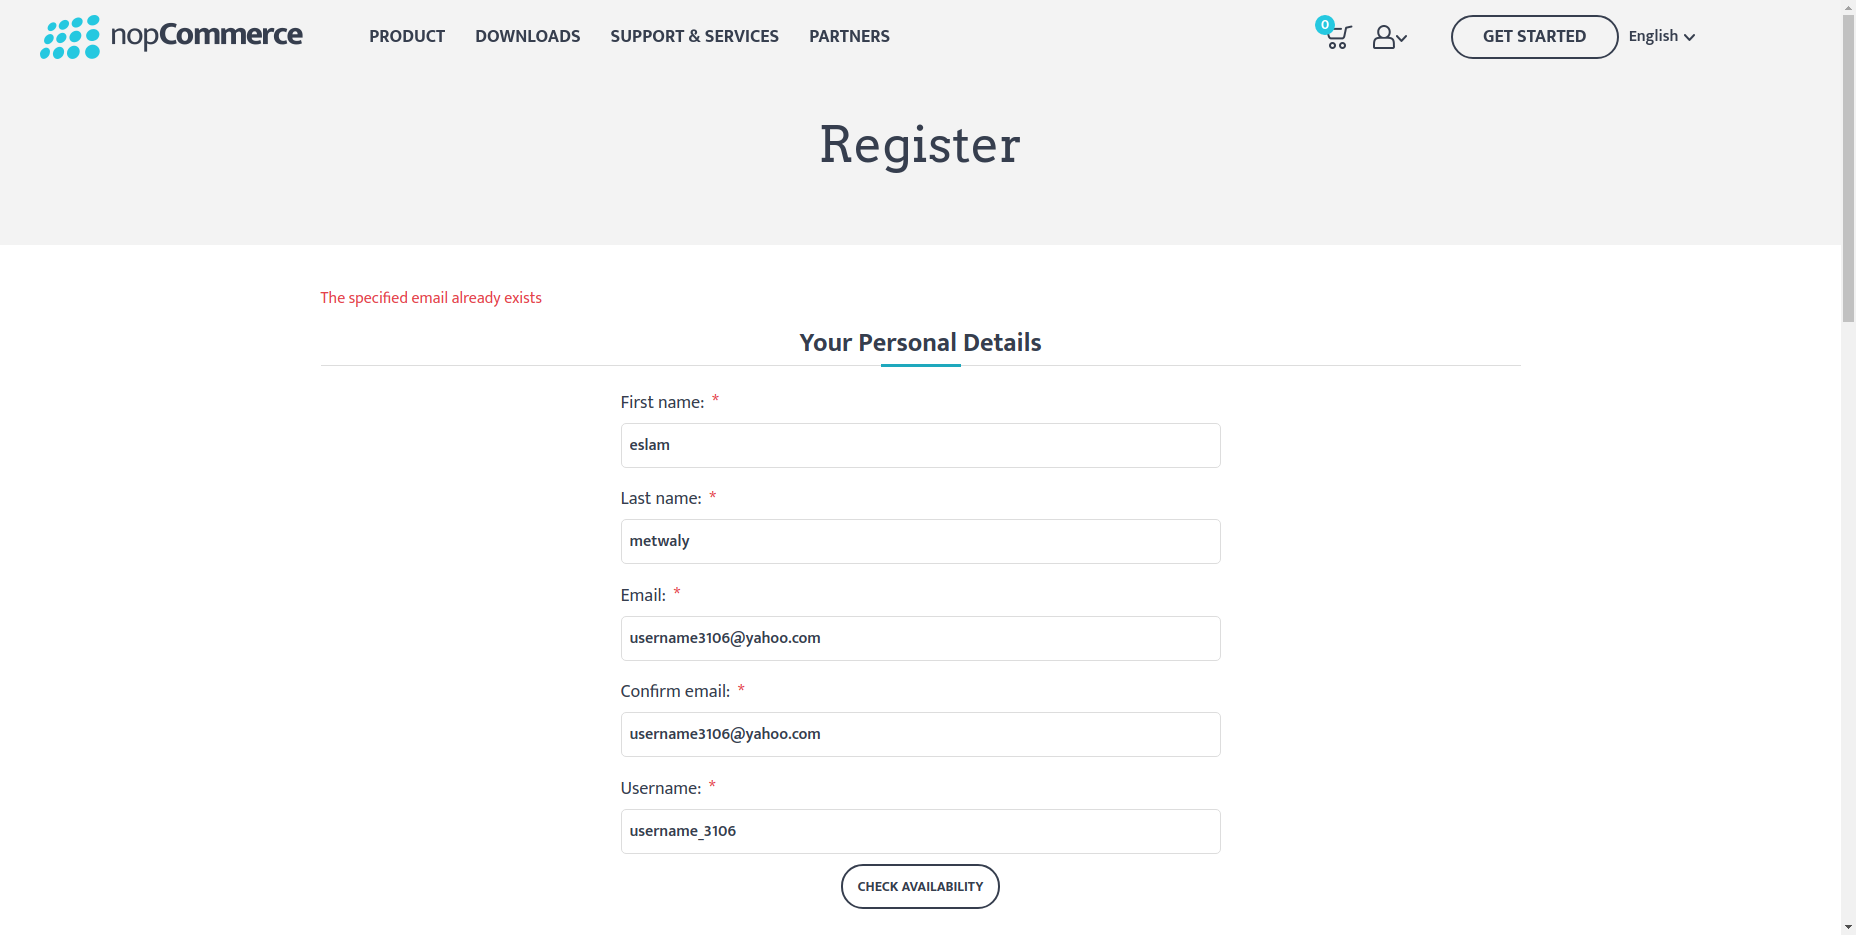 nopCommerce PRODUCT DOWNLOADS SUPPORT & SERVICES PARTNERS 0 GET STARTED English
Register
The specified email already exists
Your Personal Details
First name: *
eslam
Last name: *
metwaly
Email: *
username3106@yahoo.com
Confirm email: *
username3106@yahoo.com
Username: *
username_3106
CHECK AVAILABILITY